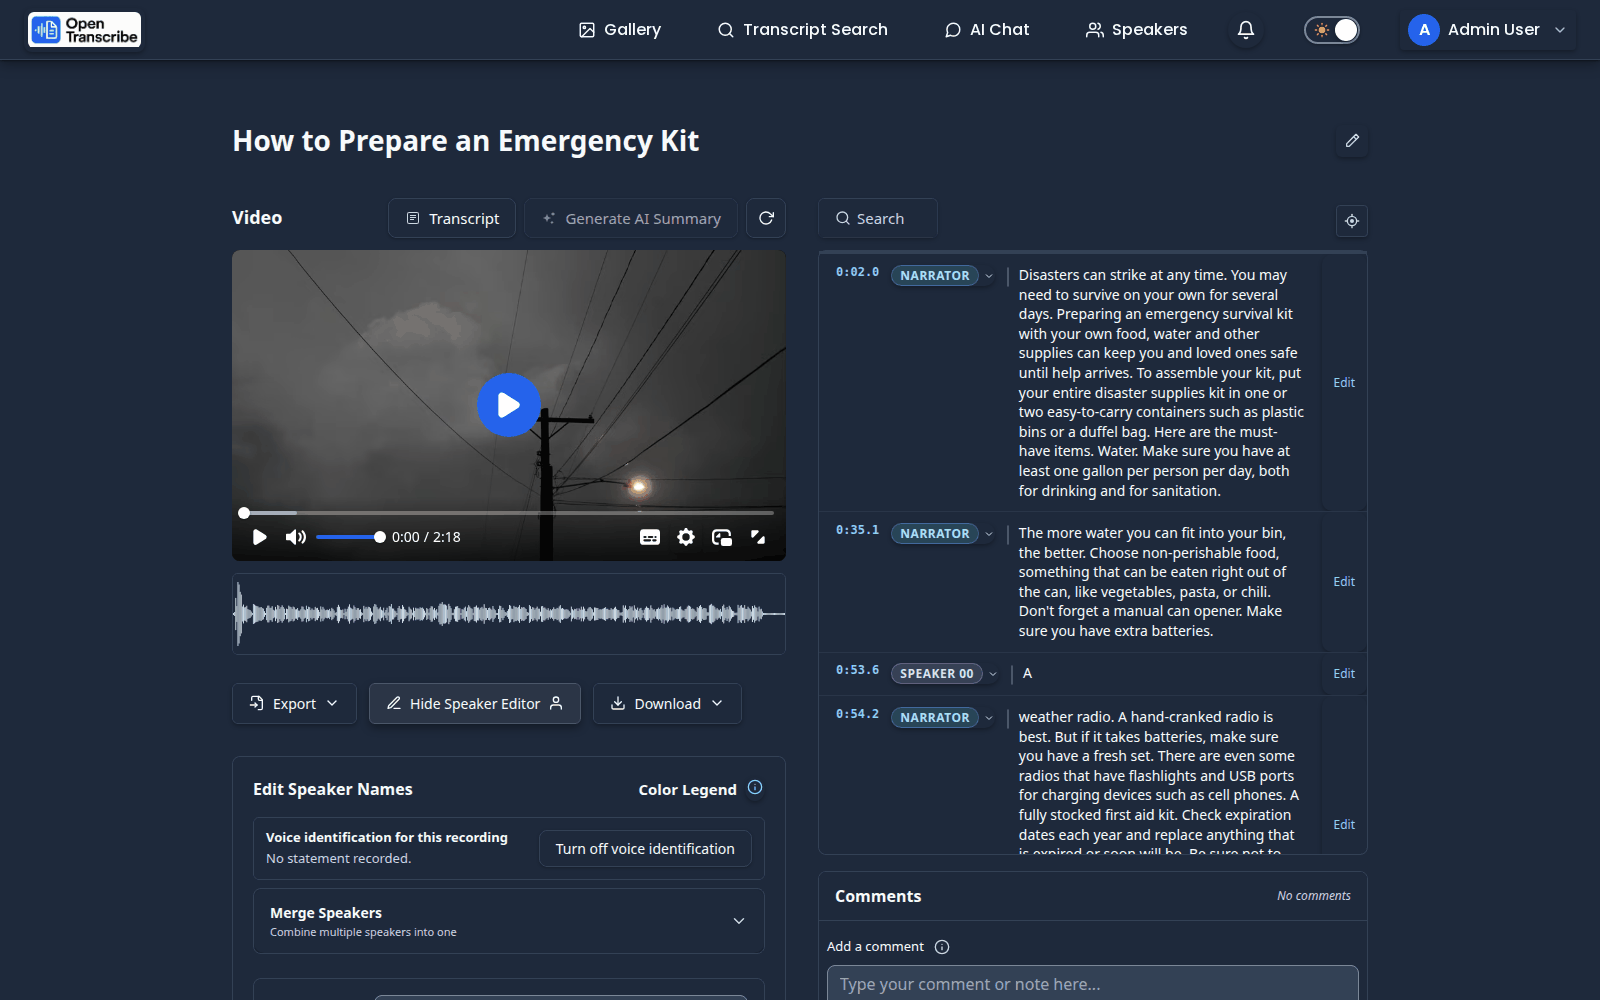 Open
Transcribe
Gallery
Transcript Search
AI Chat
Speakers
A
Admin User
How to Prepare an Emergency Kit
Video
Transcript
Generate AI Summary
Search
0:00 / 2:18
Export
Hide Speaker Editor
Download
Edit Speaker Names
Color Legend
Voice identification for this recording
No statement recorded.
Turn off voice identification
Merge Speakers
Combine multiple speakers into one
0:02.0
NARRATOR
Disasters can strike at any time. You may
need to survive on your own for several
days. Preparing an emergency survival kit
with your own food, water and other
supplies can keep you and loved ones safe
until help arrives. To assemble your kit, put
your entire disaster supplies kit in one or
two easy-to-carry containers such as plastic
bins or a duffel bag. Here are the must-
have items. Water. Make sure you have at
least one gallon per person per day, both
for drinking and for sanitation.
Edit
0:35.1
NARRATOR
The more water you can fit into your bin,
the better. Choose non-perishable food,
something that can be eaten right out of
the can, like vegetables, pasta, or chili.
Don't forget a manual can opener. Make
sure you have extra batteries.
Edit
0:53.6
SPEAKER 00
A
Edit
0:54.2
NARRATOR
weather radio. A hand-cranked radio is
best. But if it takes batteries, make sure
you have a fresh set. There are even some
radios that have flashlights and USB ports
for charging devices such as cell phones. A
fully stocked first aid kit. Check expiration
dates each year and replace anything that
is expired or soon will be. Be sure not to
Edit
Comments
No comments
Add a comment
Type your comment or note here...